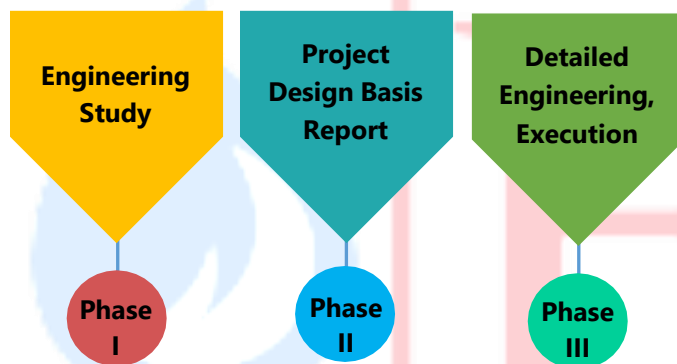 Engineering
Study
Project
Design Basis
Report
Detailed
Engineering,
Execution
Phase
I
Phase
II
Phase
III